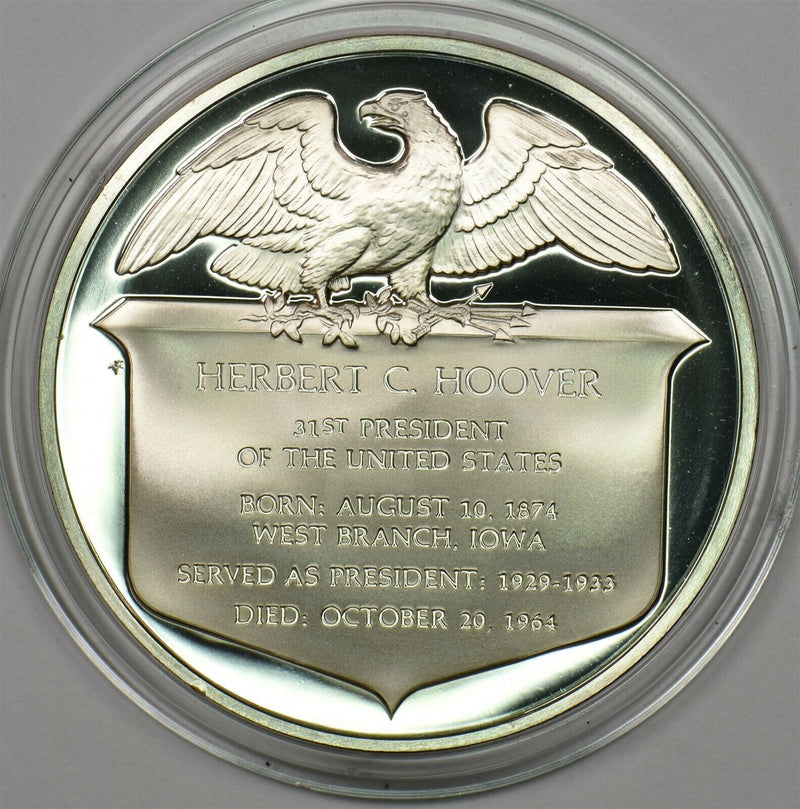 HERBERT C. HOOVER
31ST PRESIDENT
OF THE UNITED STATES
BORN: AUGUST 10, 1874
WEST BRANCH, IOWA
SERVED AS PRESIDENT: 1929-1933
DIED: OCTOBER 20, 1964